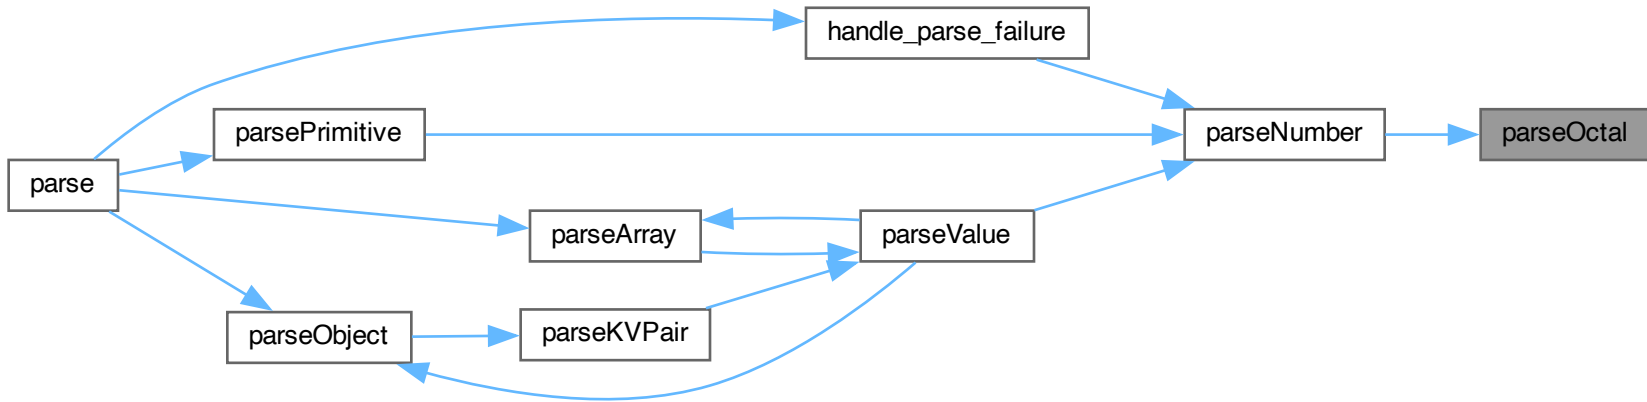 handle_parse_failure
parsePrimitive
parseNumber
parseOctal
parse
parseArray
parseValue
parseObject
parseKVPair